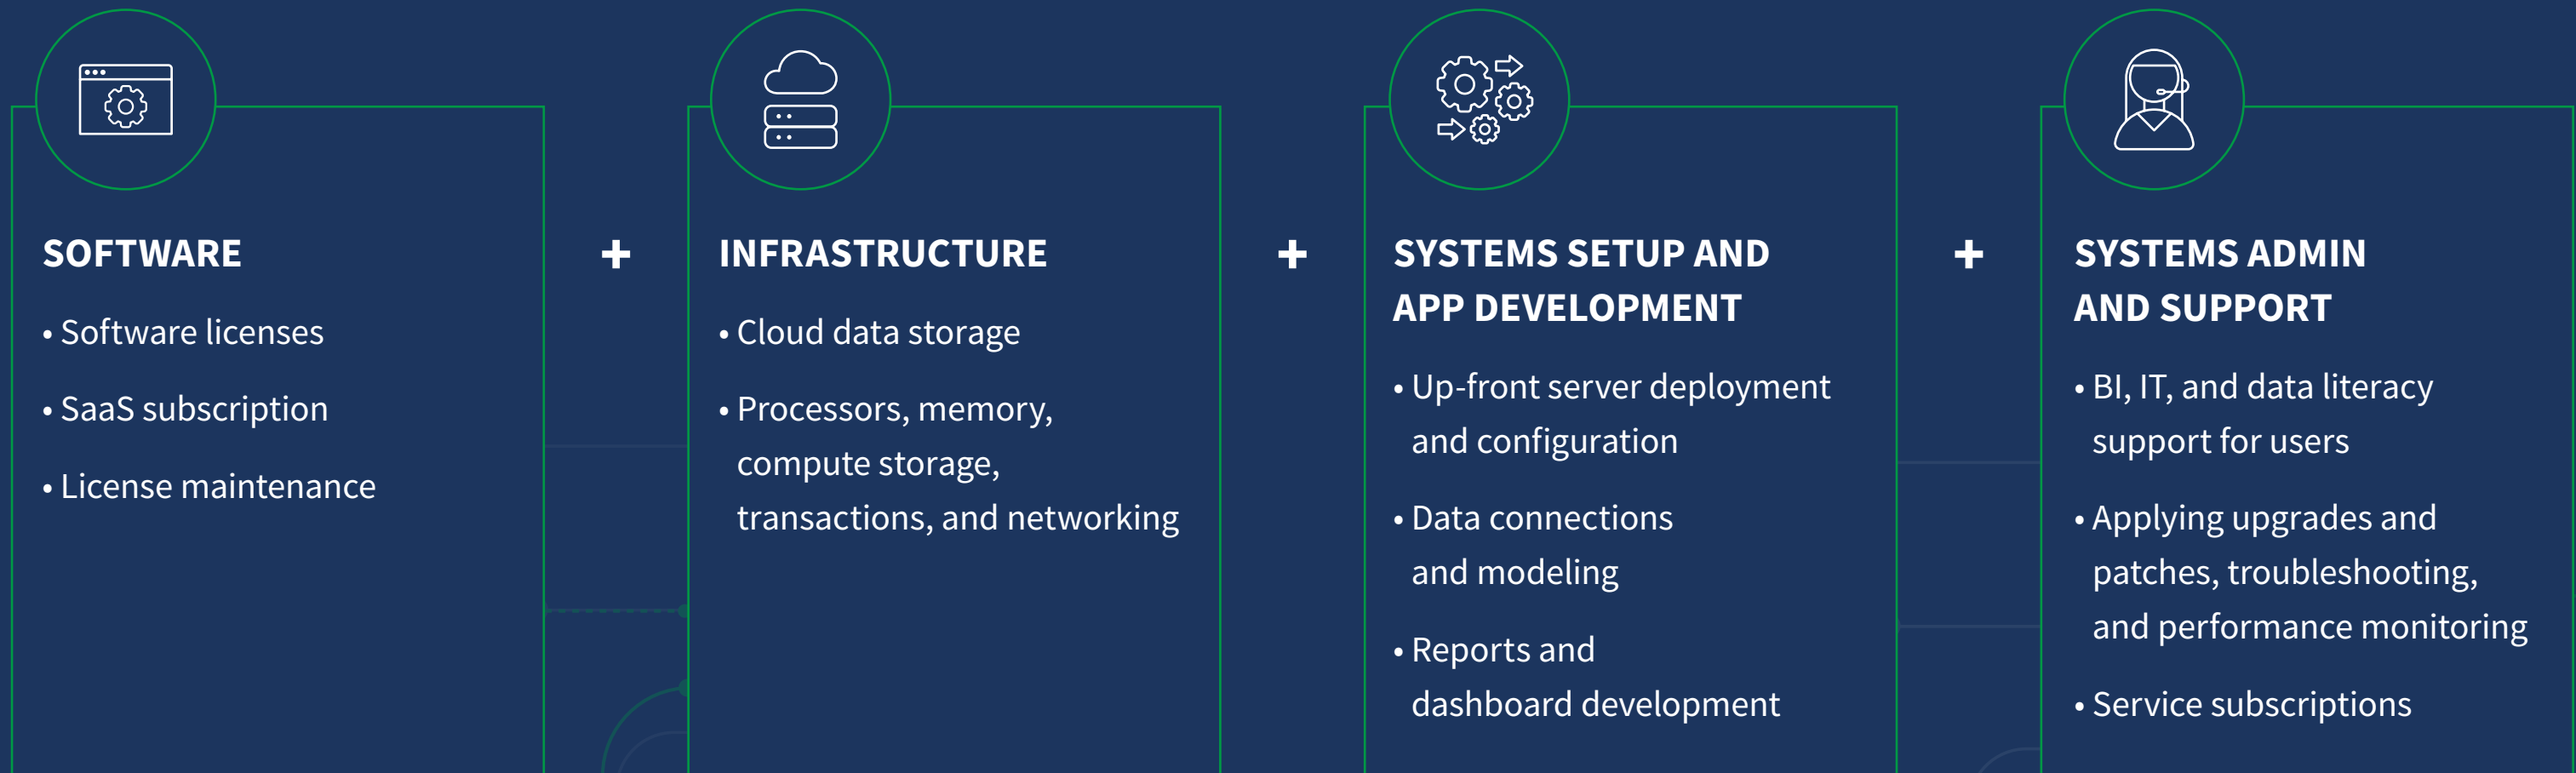 SOFTWARE
• Software licenses
• SaaS subscription
• License maintenance
+
INFRASTRUCTURE
• Cloud data storage
• Processors, memory,
compute storage,
transactions, and networking
+
SYSTEMS SETUP AND
APP DEVELOPMENT
• Up-front server deployment
and configuration
• Data connections
and modeling
• Reports and
dashboard development
+
SYSTEMS ADMIN
AND SUPPORT
• BI, IT, and data literacy
support for users
• Applying upgrades and
patches, troubleshooting,
and performance monitoring
• Service subscriptions